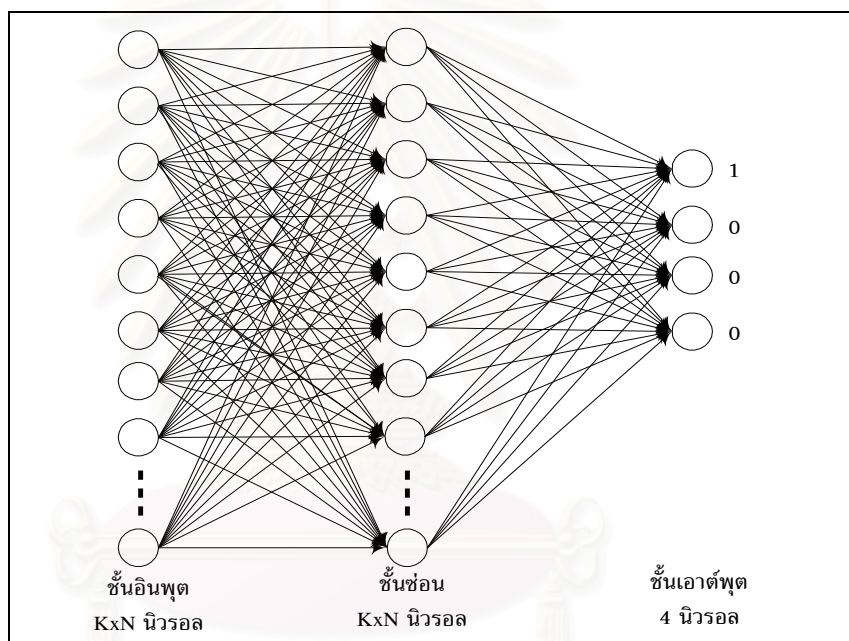 1
0
0
0
ชั้นอินพุต
KxN นิวรอล
ชั้นซ่อน
KxN นิวรอล
ชั้นเอาต์พุต
4 นิวรอล